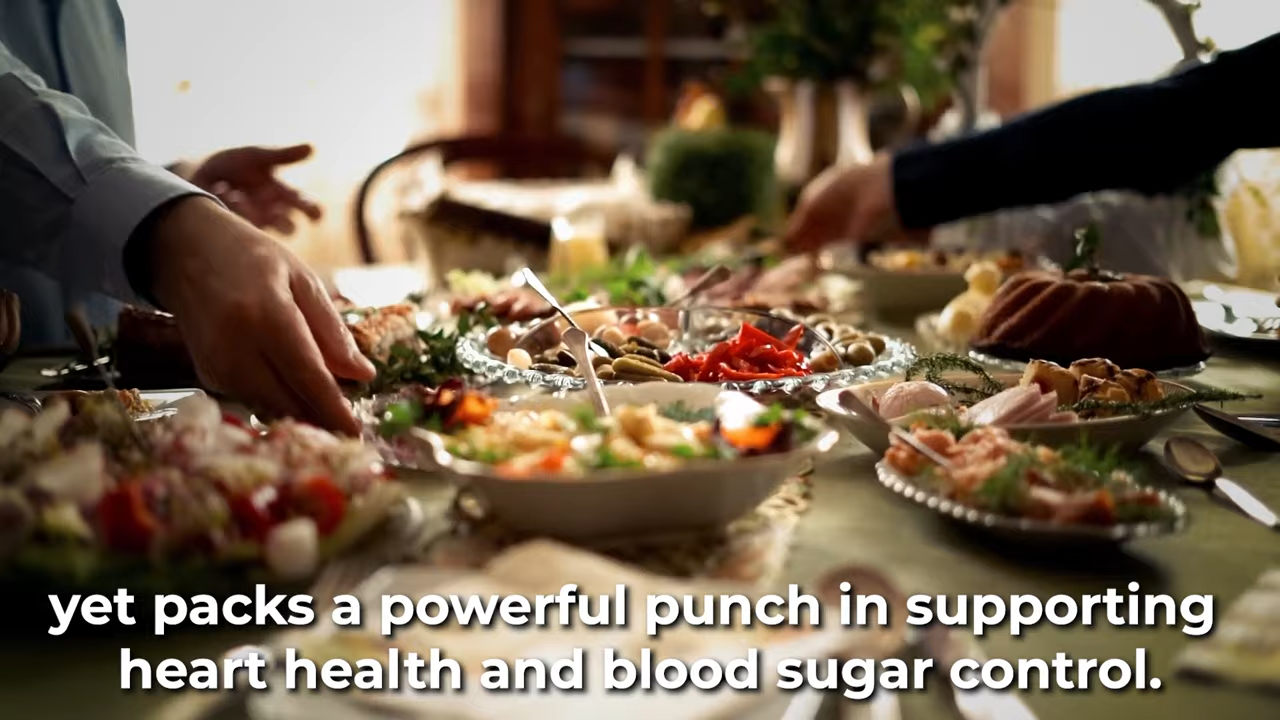 yet packs a powerful punch in supporting
heart health and blood sugar control.